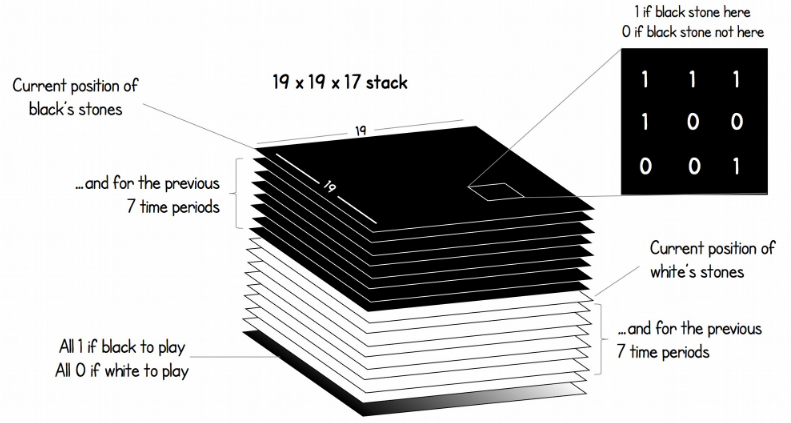 1 if black stone here
0 if black stone not here
1 1 1
1 0 0
0 0 1
19 x 19 x 17 stack
Current position of
black's stones
19
19
...and for the previous
7 time periods
Current position of
white's stones
...and for the previous
7 time periods
All 1 if black to play
All 0 if white to play